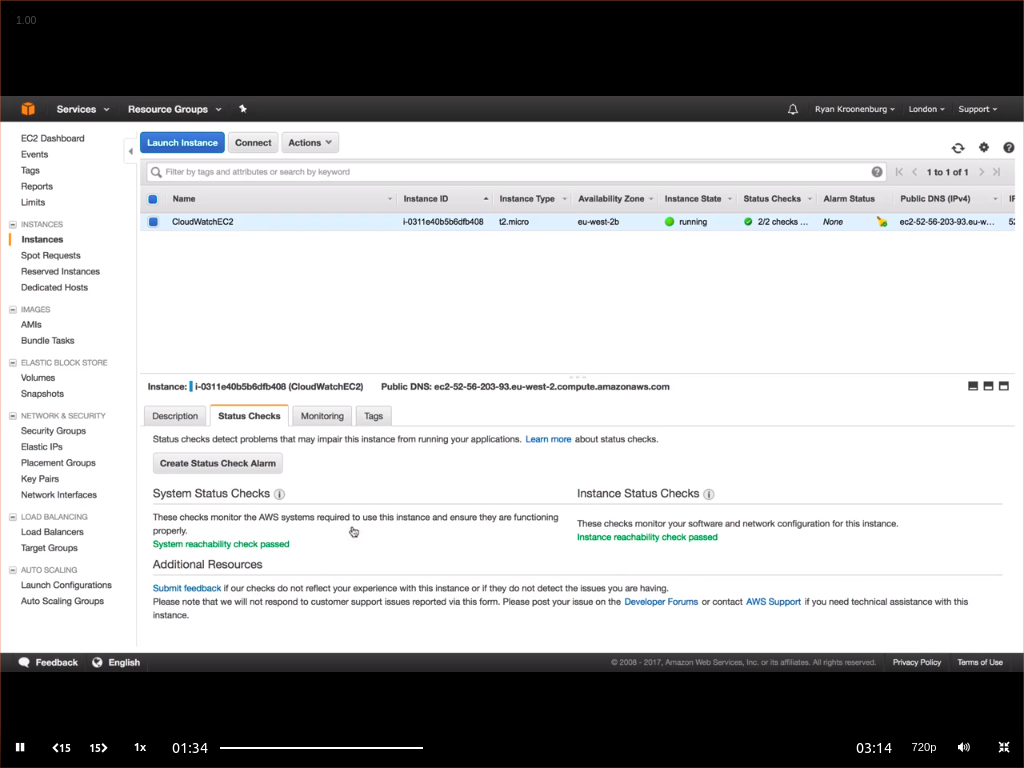 1.00
Services
Resource Groups
Ryan Kroonenburg
London
Support
EC2 Dashboard
Events
Tags
Reports
Limits
INSTANCES
Instances
Spot Requests
Reserved Instances
Dedicated Hosts
IMAGES
AMIs
Bundle Tasks
ELASTIC BLOCK STORE
Volumes
Snapshots
NETWORK & SECURITY
Security Groups
Elastic IPs
Placement Groups
Key Pairs
Network Interfaces
LOAD BALANCING
Load Balancers
Target Groups
AUTO SCALING
Launch Configurations
Auto Scaling Groups
Launch Instance
Connect
Actions
Filter by tags and attributes or search by keyword
1 to 1 of 1
Name Instance ID Instance Type Availability Zone Instance State Status Checks Alarm Status Public DNS (IPv4) IF
CloudWatchEC2 i-0311e40b5b6dfb408 t2.micro eu-west-2b running 2/2 checks ... None ec2-52-56-203-93.eu-w... 52
Instance: i-0311e40b5b6dfb408 (CloudWatchEC2) Public DNS: ec2-52-56-203-93.eu-west-2.compute.amazonaws.com
Description
Status Checks
Monitoring
Tags
Status checks detect problems that may impair this instance from running your applications. Learn more about status checks.
Create Status Check Alarm
System Status Checks
These checks monitor the AWS systems required to use this instance and ensure they are functioning
properly.
System reachability check passed
Instance Status Checks
These checks monitor your software and network configuration for this instance.
Instance reachability check passed
Additional Resources
Submit feedback if our checks do not reflect your experience with this instance or if they do not detect the issues you are having.
Please note that we will not respond to customer support issues reported via this form. Please post your issue on the Developer Forums or contact AWS Support if you need technical assistance with this
instance.
Feedback
English
© 2008 - 2017, Amazon Web Services, Inc. or its affiliates. All rights reserved.
Privacy Policy
Terms of Use
15
15
1x
01:34
03:14
720p